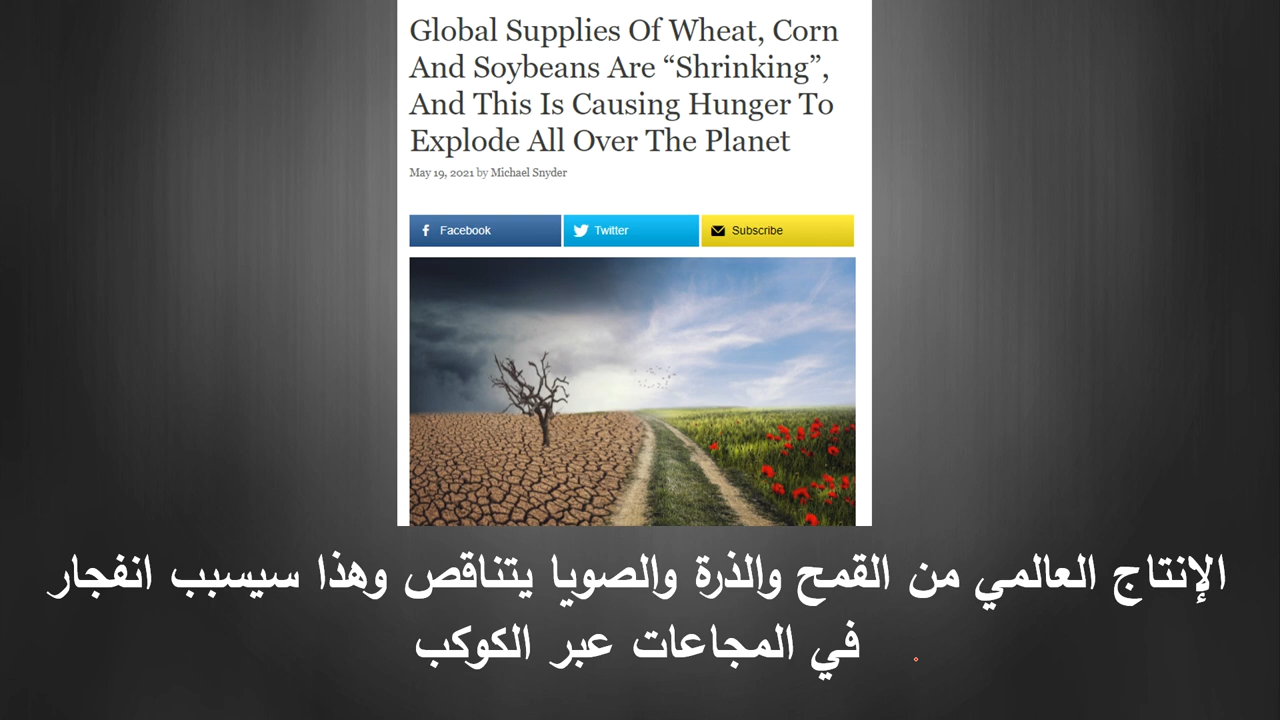 Global Supplies Of Wheat, Corn
And Soybeans Are “Shrinking”,
And This Is Causing Hunger To
Explode All Over The Planet
May 19, 2021 by Michael Snyder
Facebook Twitter Subscribe
الإنتاج العالمي من القمح والذرة والصويا يتناقص وهذا سيسبب انفجار
في المجاعات عبر الكوكب